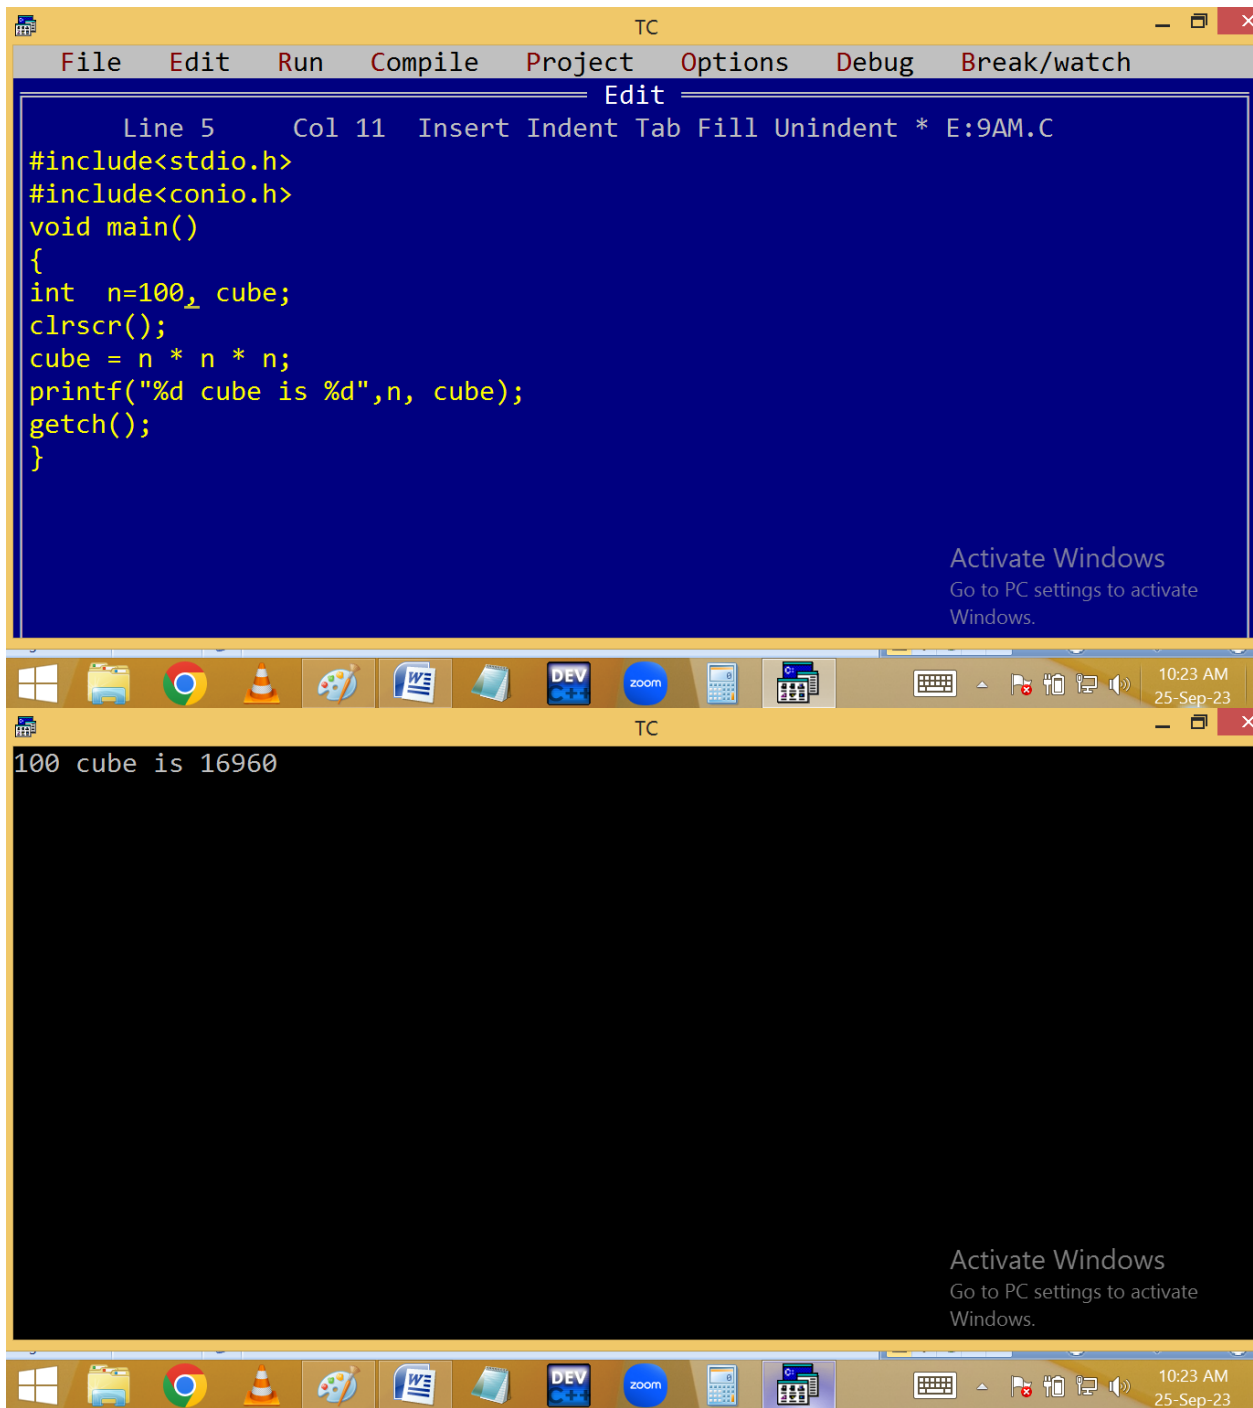 TC
File Edit Run Compile Project Options Debug Break/watch
Edit
Line 5 Col 11 Insert Indent Tab Fill Unindent * E:9AM.C
#include<stdio.h>
#include<conio.h>
void main()
{
int  n=100, cube;
clrscr();
cube = n * n * n;
printf("%d cube is %d",n, cube);
getch();
}
Activate Windows
Go to PC settings to activate
Windows.
DEV
C++
zoom
10:23 AM
25-Sep-23
TC
100 cube is 16960
Activate Windows
Go to PC settings to activate
Windows.
DEV
C++
zoom
10:23 AM
25-Sep-23